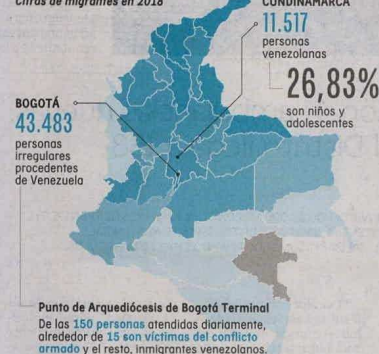 Cifras de migrantes en 2018
CUNDINAMARCA
11.517
personas
venezolanas
26,83%
son niños y
adolescentes
BOGOTÁ
43.483
personas
irregulares
procedentes
de Venezuela
Punto de Arquediócesis de Bogotá Terminal
De las 150 personas atendidas diariamente,
alrededor de 15 son víctimas del conflicto
armado y el resto, inmigrantes venezolanos.